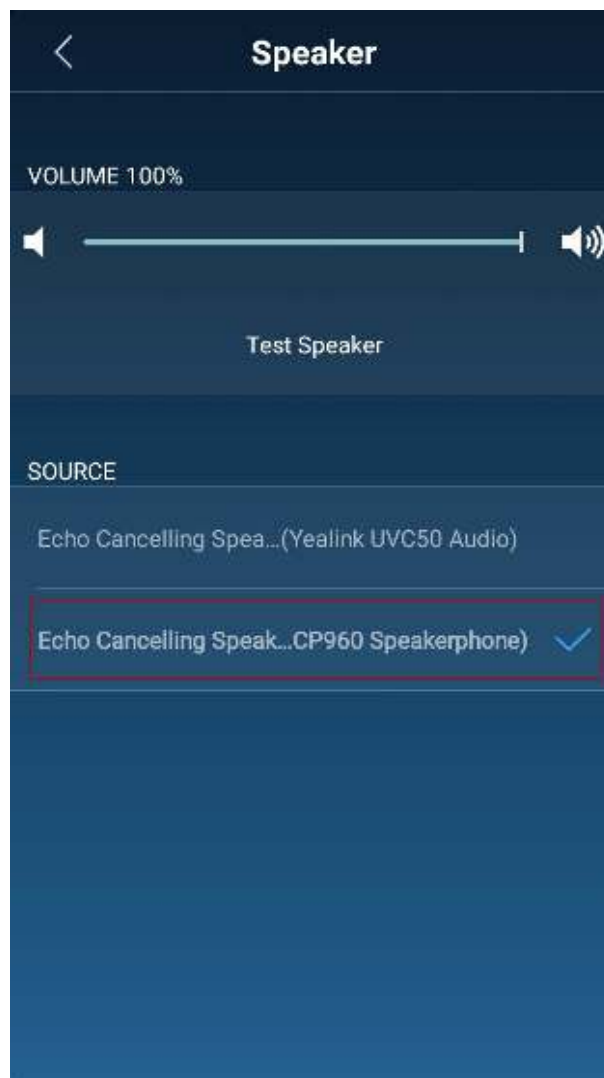 Speaker
VOLUME 100%
Test Speaker
SOURCE
Echo Cancelling Spea...(Yealink UVC50 Audio)
Echo Cancelling Speak...CP960 Speakerphone)